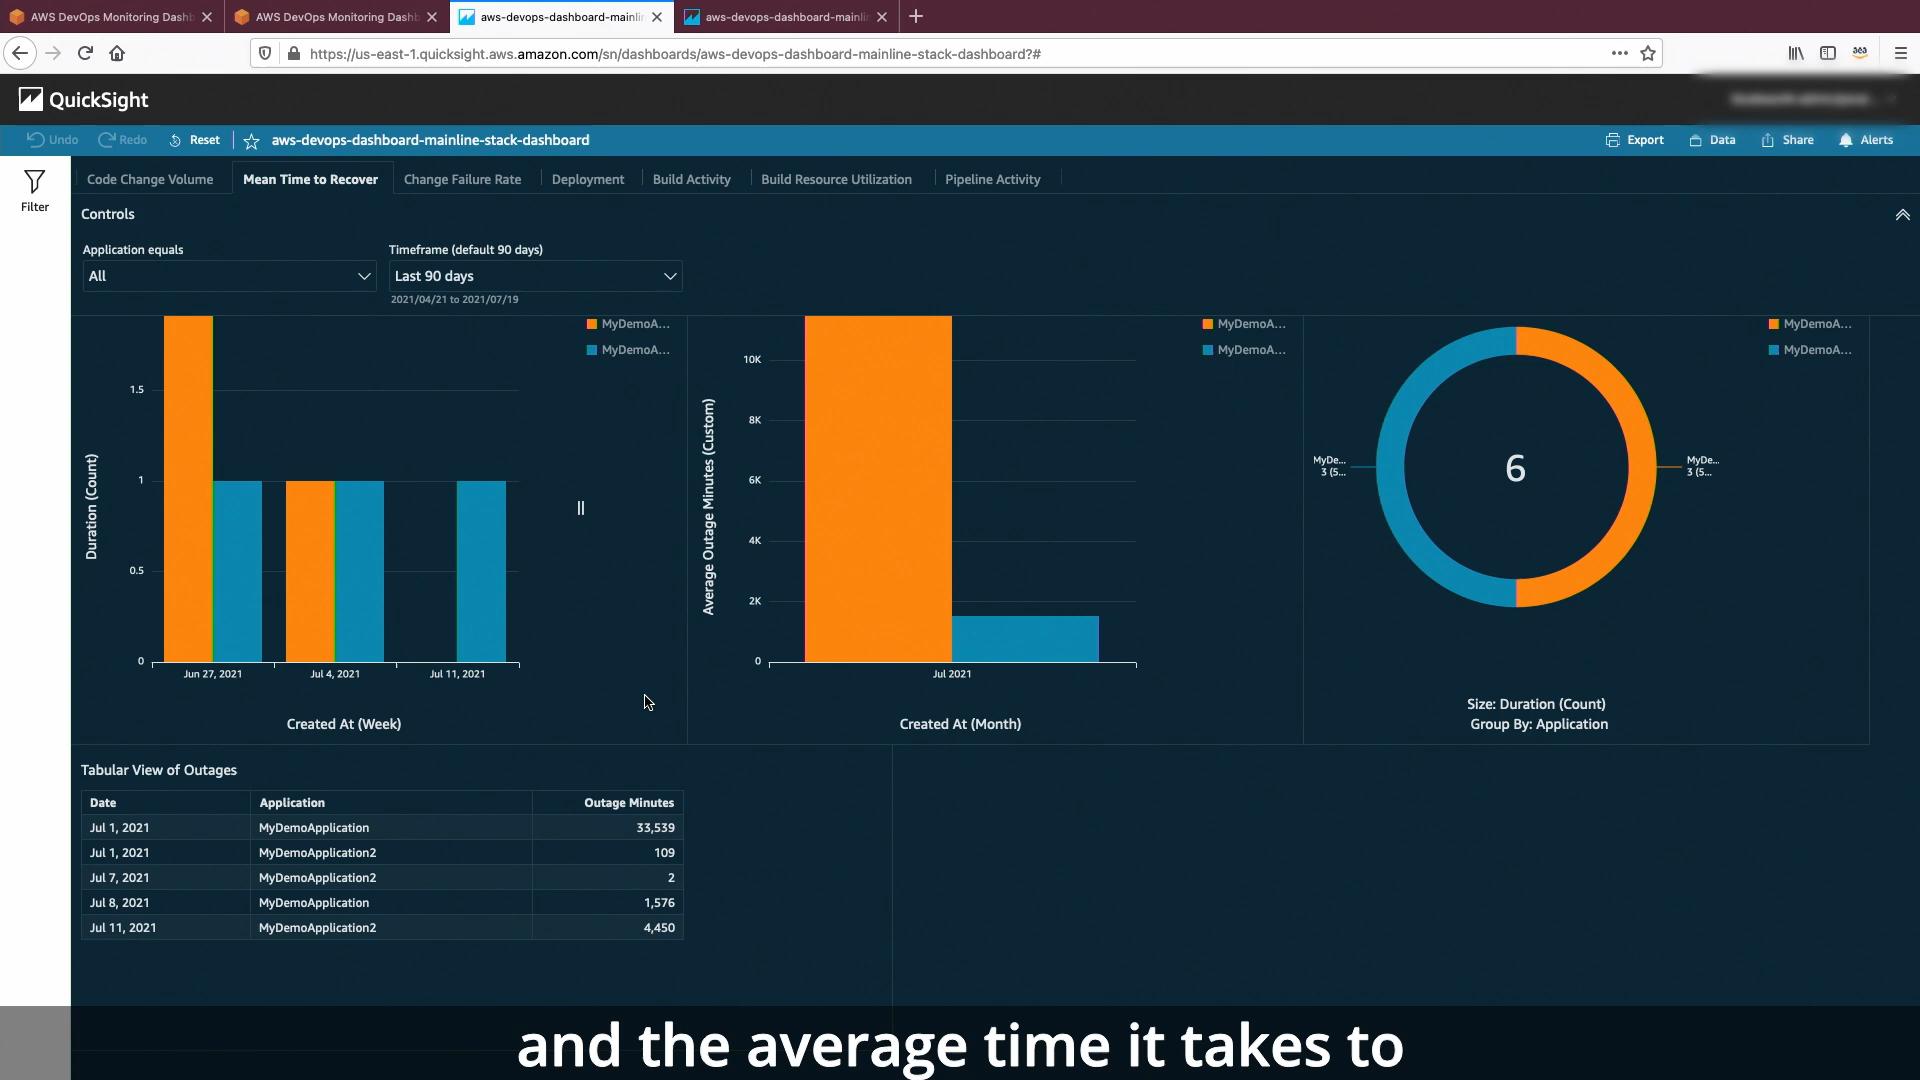 AWS DevOps Monitoring Dashb
AWS DevOps Monitoring Dashb
aws-devops-dashboard-mainlin
aws-devops-dashboard-mainlin
https://us-east-1.quicksight.aws.amazon.com/sn/dashboards/aws-devops-dashboard-mainline-stack-dashboard?#
QuickSight
Undo
Redo
Reset
aws-devops-dashboard-mainline-stack-dashboard
Export
Data
Share
Alerts
Filter
Code Change Volume
Mean Time to Recover
Change Failure Rate
Deployment
Build Activity
Build Resource Utilization
Pipeline Activity
Controls
Application equals
All
Timeframe (default 90 days)
Last 90 days
2021/04/21 to 2021/07/19
MyDemoA...
MyDemoA...
Duration (Count)
1.5
1
0.5
0
Jun 27, 2021
Jul 4, 2021
Jul 11, 2021
Created At (Week)
MyDemoA...
MyDemoA...
Average Outage Minutes (Custom)
10K
8K
6K
4K
2K
0
Jul 2021
Created At (Month)
MyDemoA...
MyDemoA...
MyDe...
3 (5...
6
MyDe...
3 (5...
Size: Duration (Count)
Group By: Application
Tabular View of Outages
Date Application Outage Minutes
Jul 1, 2021 MyDemoApplication 33,539
Jul 1, 2021 MyDemoApplication2 109
Jul 7, 2021 MyDemoApplication2 2
Jul 8, 2021 MyDemoApplication 1,576
Jul 11, 2021 MyDemoApplication2 4,450
and the average time it takes to